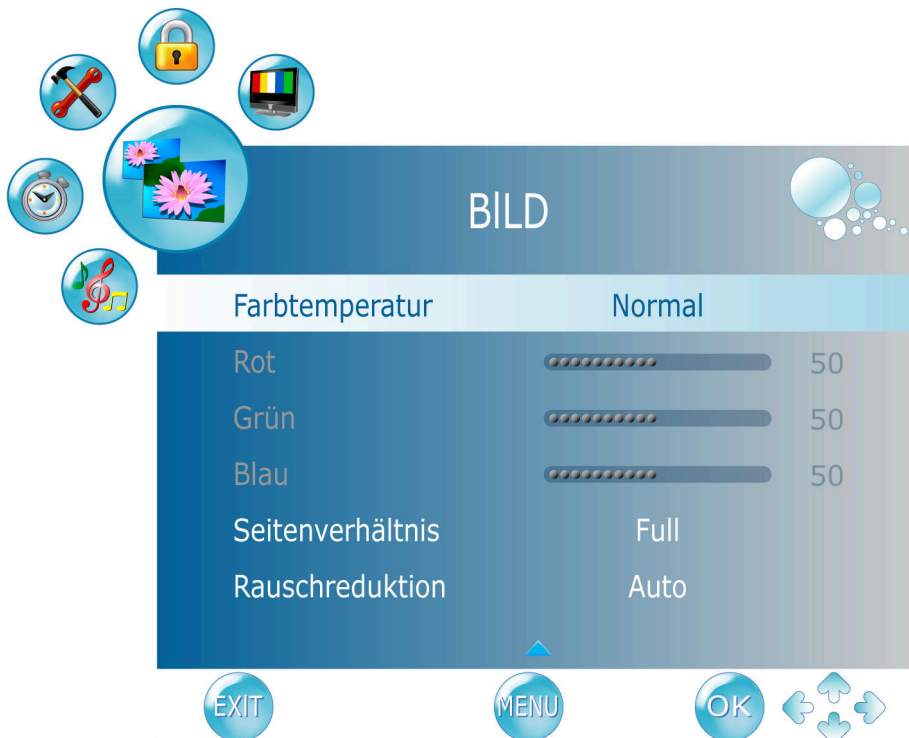 BILD
Farbtemperatur Normal
Rot 50
Grün 50
Blau 50
Seitenverhältnis Full
Rauschreduktion Auto
EXIT MENU OK